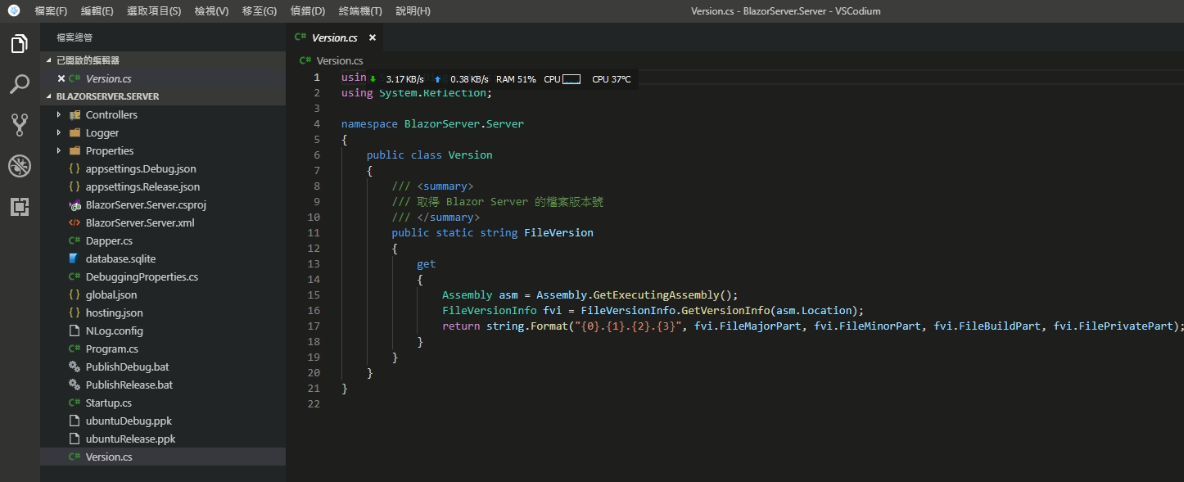 檔案(F) 編輯(E) 選取項目(S) 檢視(V) 移至(G) 偵錯(D) 終端機(T) 說明(H) Version.cs - BlazorServer.Server - VSCodium
檔案總管
已開啟的編輯器
C# Version.cs
BLAZORSERVER.SERVER
Controllers
Logger
Properties
{ } appsettings.Debug.json
{ } appsettings.Release.json
BlazorServer.Server.csproj
BlazorServer.Server.xml
C# Dapper.cs
database.sqlite
C# DebuggingProperties.cs
{ } global.json
{ } hosting.json
NLog.config
C# Program.cs
PublishDebug.bat
PublishRelease.bat
C# Startup.cs
ubuntuDebug.ppk
ubuntuRelease.ppk
C# Version.cs
C# Version.cs
C# Version.cs
3.17 KB/s 0.38 KB/s RAM 51% CPU CPU 37°C
1 usin
2 using System.Reflection;
3
4 namespace BlazorServer.Server
5 {
6 public class Version
7 {
8 /// <summary>
9 /// 取得 Blazor Server 的檔案版本號
10 /// </summary>
11 public static string FileVersion
12 {
13 get
14 {
15 Assembly asm = Assembly.GetExecutingAssembly();
16 FileVersionInfo fvi = FileVersionInfo.GetVersionInfo(asm.Location);
17 return string.Format("{0}.{1}.{2}.{3}", fvi.FileMajorPart, fvi.FileMinorPart, fvi.FileBuildPart, fvi.FilePrivatePart);
18 }
19 }
20 }
21 }
22